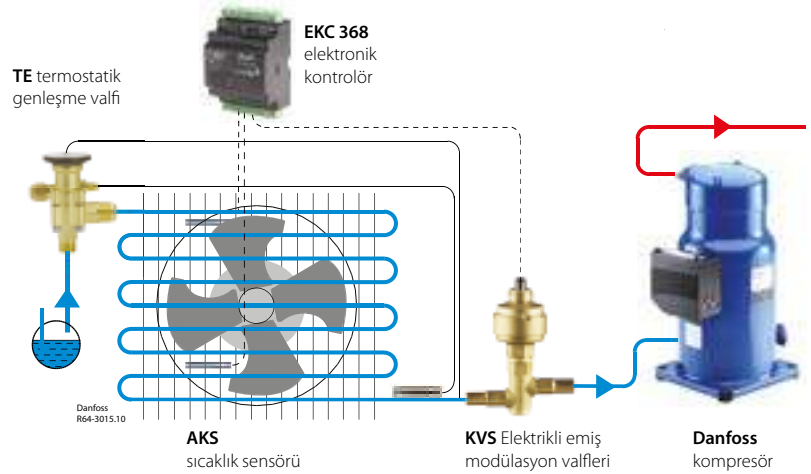 EKC 368
elektronik
kontrolör
TE termostatik
genleşme valfi
Danfoss
R64-3015.10
AKS
sıcaklık sensörü
KVS Elektrikli emiş
modülasyon valfleri
Danfoss
kompresör